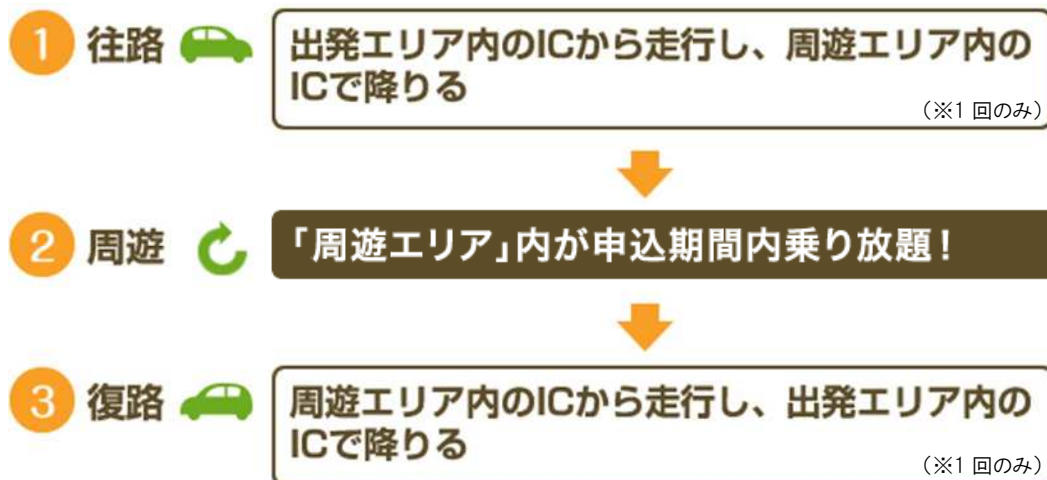 1 往路 出発エリア内のICから走行し、周遊エリア内の
ICで降りる
(※1 回のみ)
2 周遊 「周遊エリア」内が申込期間内乗り放題!
3 復路 周遊エリア内のICから走行し、出発エリア内の
ICで降りる
(※1 回のみ)